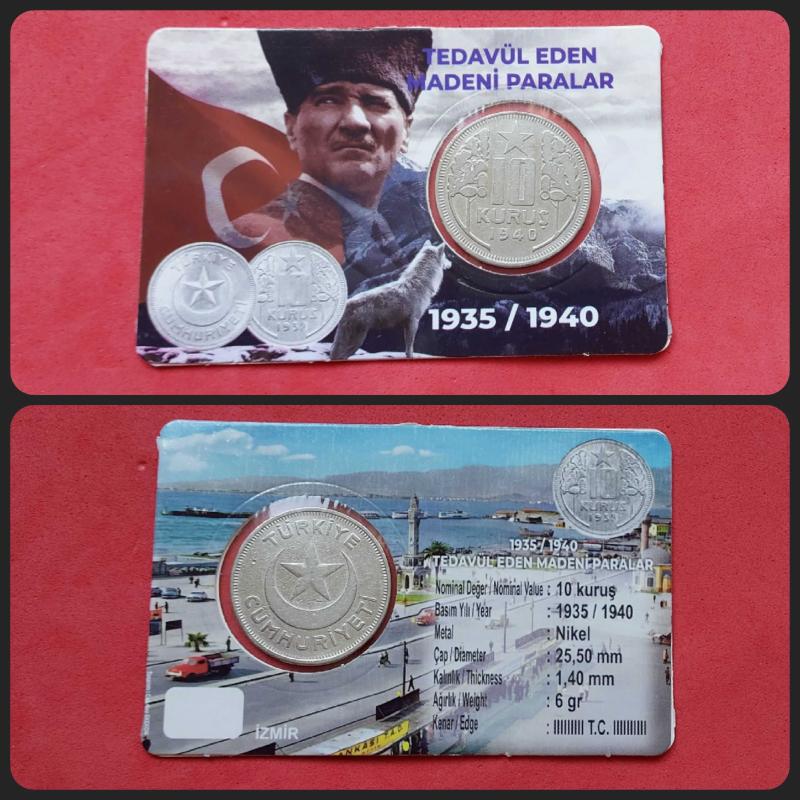 TEDAVÜL EDEN
MADENİ PARALAR
10
KURUŞ
1940
TÜRKİYE
CUMHURİYETİ
10
KURUŞ
1935 / 1940
TÜRKİYE
CUMHURİYETİ
10
KURUŞ
1935 / 1940
TEDAVÜL EDEN MADENİ PARALAR
Nominal Değer / Nominal Value : 10 kuruş
Basım Yılı / Year : 1935 / 1940
Metal : Nikel
Çap / Diameter : 25,50 mm
Kalınlık / Thickness : 1,40 mm
Ağırlık / Weight : 6 gr
Kenar / Edge : T.C.
İZMİR